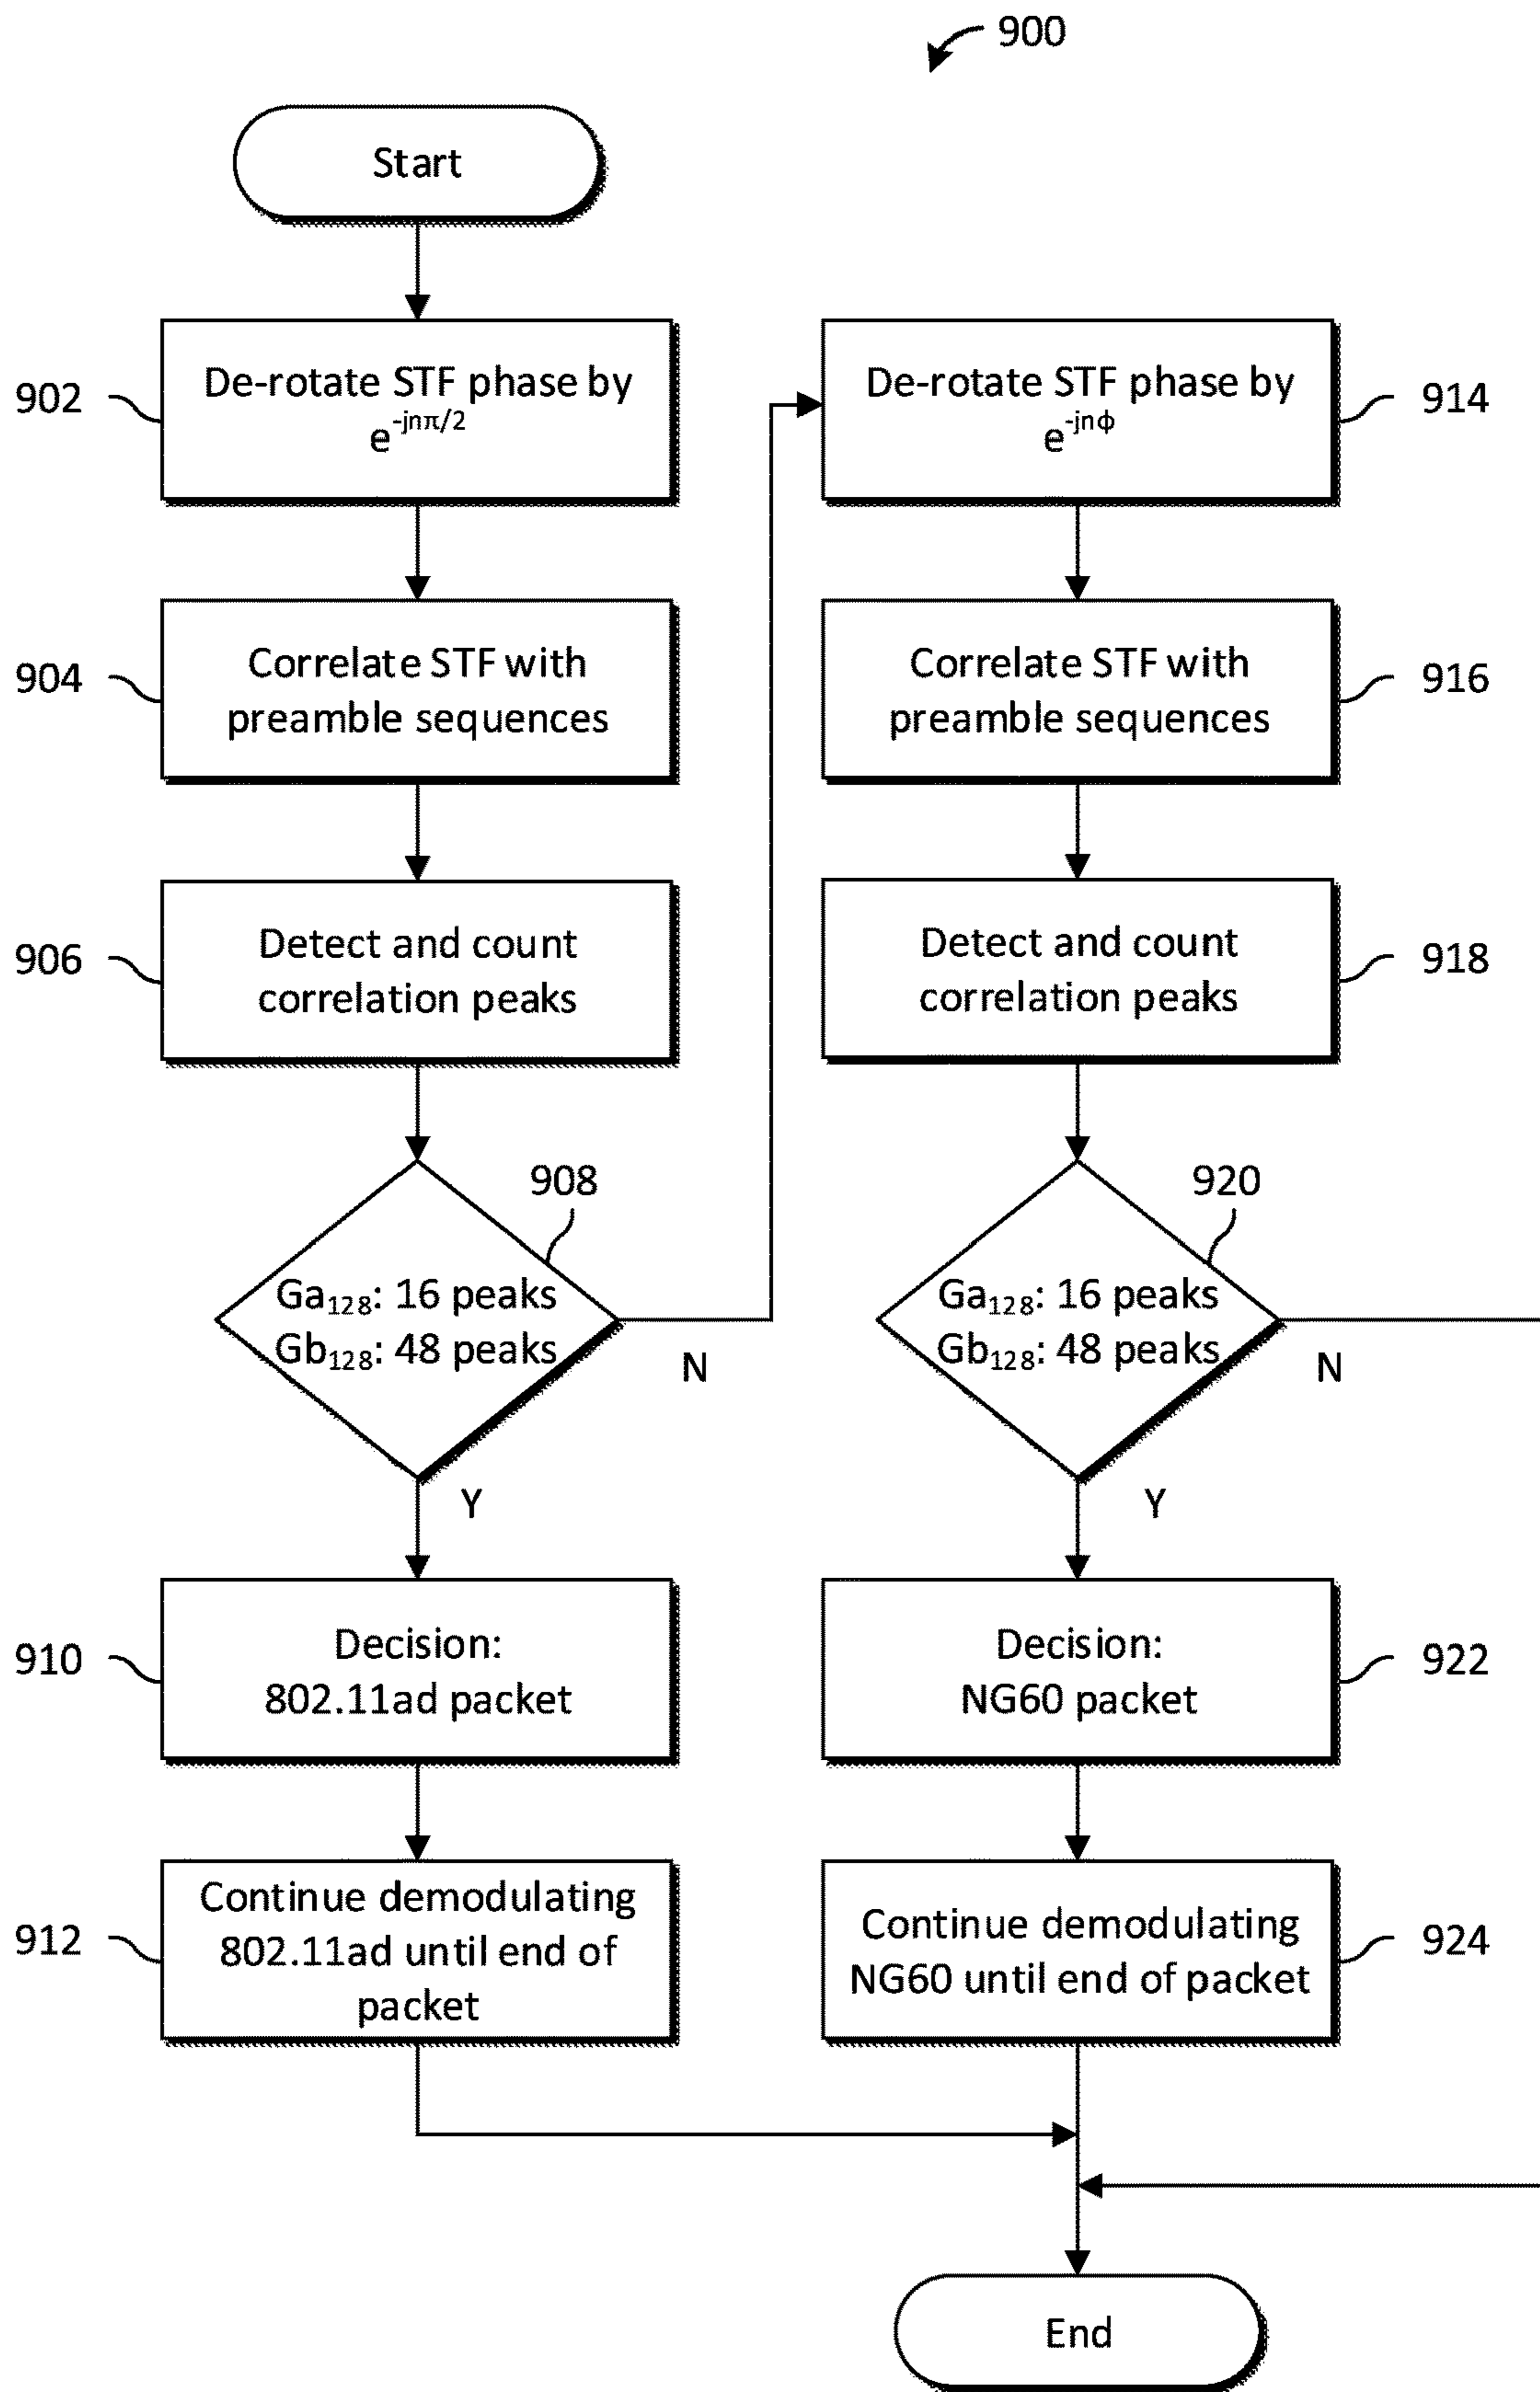 900
Start
902
De-rotate STF phase by
e^-jnπ/2
904
Correlate STF with
preamble sequences
906
Detect and count
correlation peaks
908
Ga₁₂₈: 16 peaks
Gb₁₂₈: 48 peaks
N
Y
910
Decision:
802.11ad packet
912
Continue demodulating
802.11ad until end of
packet
De-rotate STF phase by
e^-jnϕ
914
Correlate STF with
preamble sequences
916
Detect and count
correlation peaks
918
920
Ga₁₂₈: 16 peaks
Gb₁₂₈: 48 peaks
N
Y
Decision:
NG60 packet
922
Continue demodulating
NG60 until end of packet
924
End